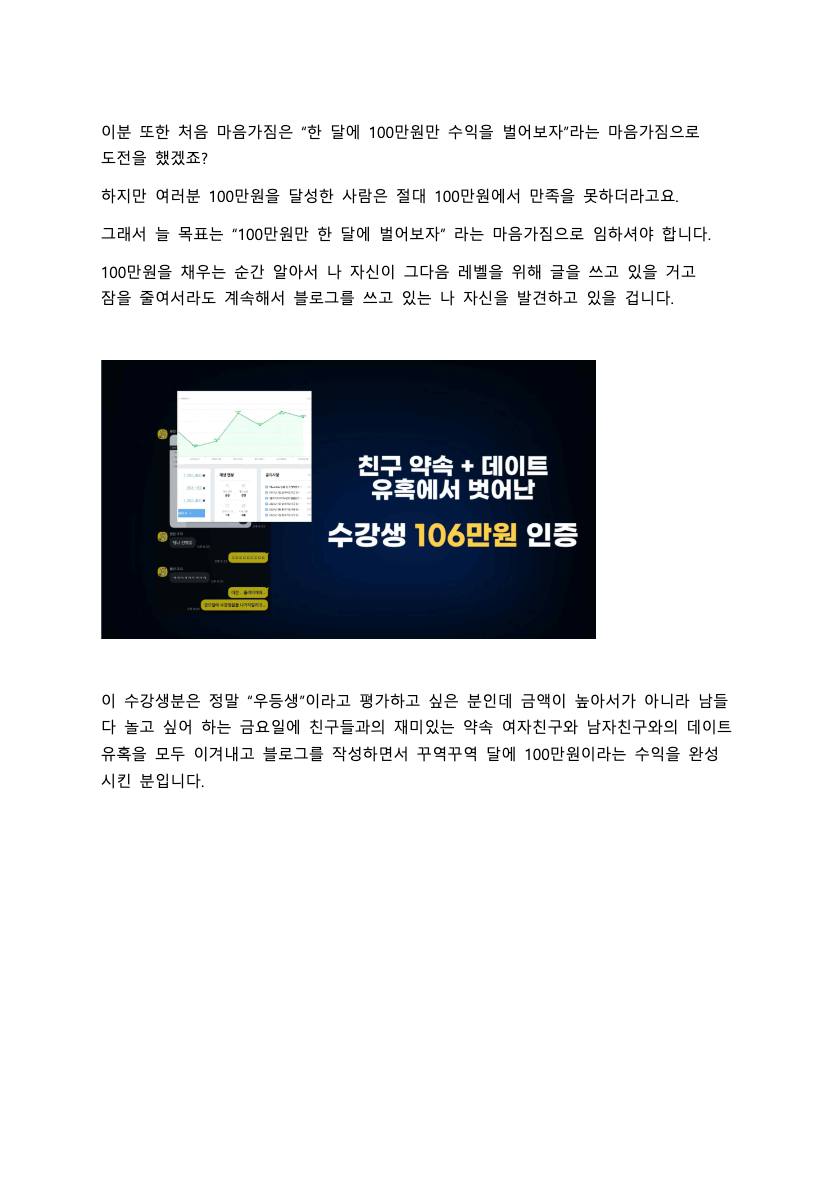 이분 또한 처음 마음가짐은 “한 달에 100만원만 수익을 벌어보자”라는 마음가짐으로
도전을 했겠죠?
하지만 여러분 100만원을 달성한 사람은 절대 100만원에서 만족을 못하더라고요.
그래서 늘 목표는 “100만원만 한 달에 벌어보자” 라는 마음가짐으로 임하셔야 합니다.
100만원을 채우는 순간 알아서 나 자신이 그다음 레벨을 위해 글을 쓰고 있을 거고
잠을 줄여서라도 계속해서 블로그를 쓰고 있는 나 자신을 발견하고 있을 겁니다.
친구 약속 + 데이트
유혹에서 벗어난
수강생 106만원 인증
이 수강생분은 정말 “우등생”이라고 평가하고 싶은 분인데 금액이 높아서가 아니라 남들
다 놀고 싶어 하는 금요일에 친구들과의 재미있는 약속 여자친구와 남자친구와의 데이트
유혹을 모두 이겨내고 블로그를 작성하면서 꾸역꾸역 달에 100만원이라는 수익을 완성
시킨 분입니다.